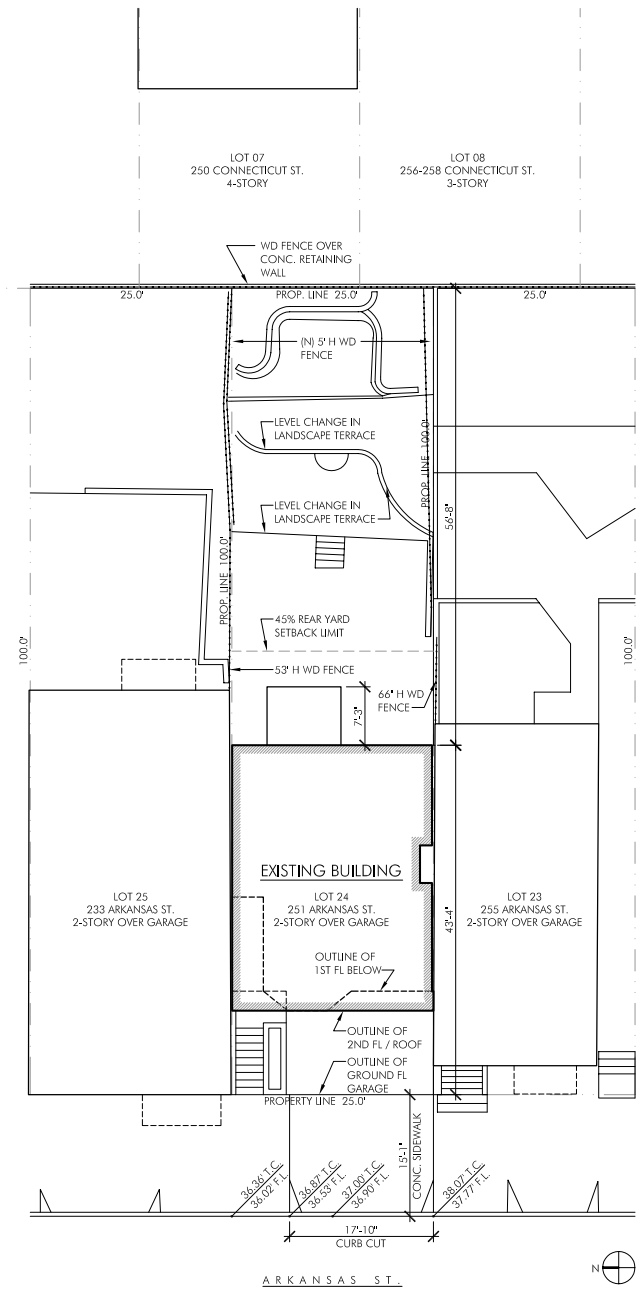 LOT 07
250 CONNECTICUT ST.
4-STORY
LOT 08
256-258 CONNECTICUT ST.
3-STORY
WD FENCE OVER
CONC. RETAINING
WALL
25.0'
PROP. LINE 25.0'
25.0'
(N) 5' H WD
FENCE
LEVEL CHANGE IN
LANDSCAPE TERRACE
PROP. LINE 100.0'
LEVEL CHANGE IN
LANDSCAPE TERRACE
56'-8"
PROP. LINE 100.0'
100.0'
45% REAR YARD
SETBACK LIMIT
100.0'
53' H WD FENCE
66" H WD
FENCE
7'-3"
EXISTING BUILDING
LOT 25
233 ARKANSAS ST.
2-STORY OVER GARAGE
LOT 24
251 ARKANSAS ST.
2-STORY OVER GARAGE
LOT 23
255 ARKANSAS ST.
2-STORY OVER GARAGE
43'-4"
OUTLINE OF
1ST FL BELOW
OUTLINE OF
2ND FL / ROOF
OUTLINE OF
GROUND FL
GARAGE
PROPERTY LINE 25.0'
15'-1"
CONC. SIDEWALK
36.36' T.C.
36.02' F.L.
36.87' T.C.
36.53' F.L.
37.00' T.C.
36.90' F.L.
38.07' T.C.
37.77' F.L.
17'-10"
CURB CUT
ARKANSAS ST.
N